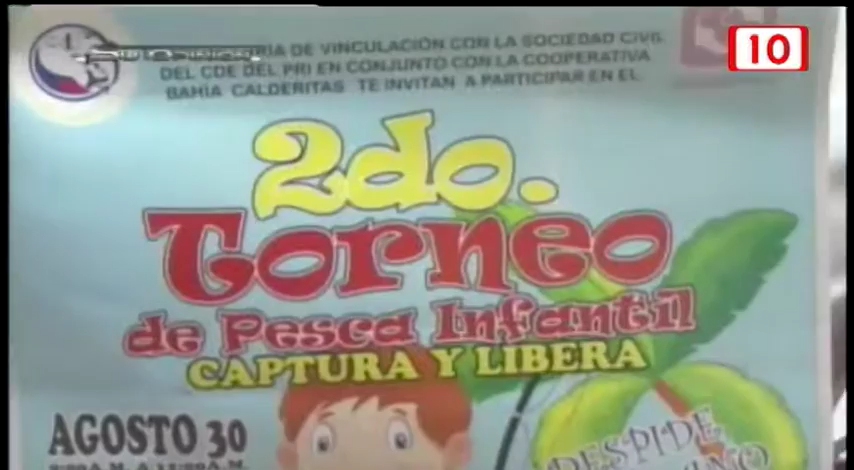 10
DE VINCULACIÓN CON LA SOCIEDAD CIVIL
DEL CDE DEL PRI EN CONJUNTO CON LA COOPERATIVA
BAHÍA CALDERITAS TE INVITAN A PARTICIPAR EN EL
2do.
Torneo
de Pesca Infantil
CAPTURA Y LIBERA
AGOSTO 30
DESPIDE